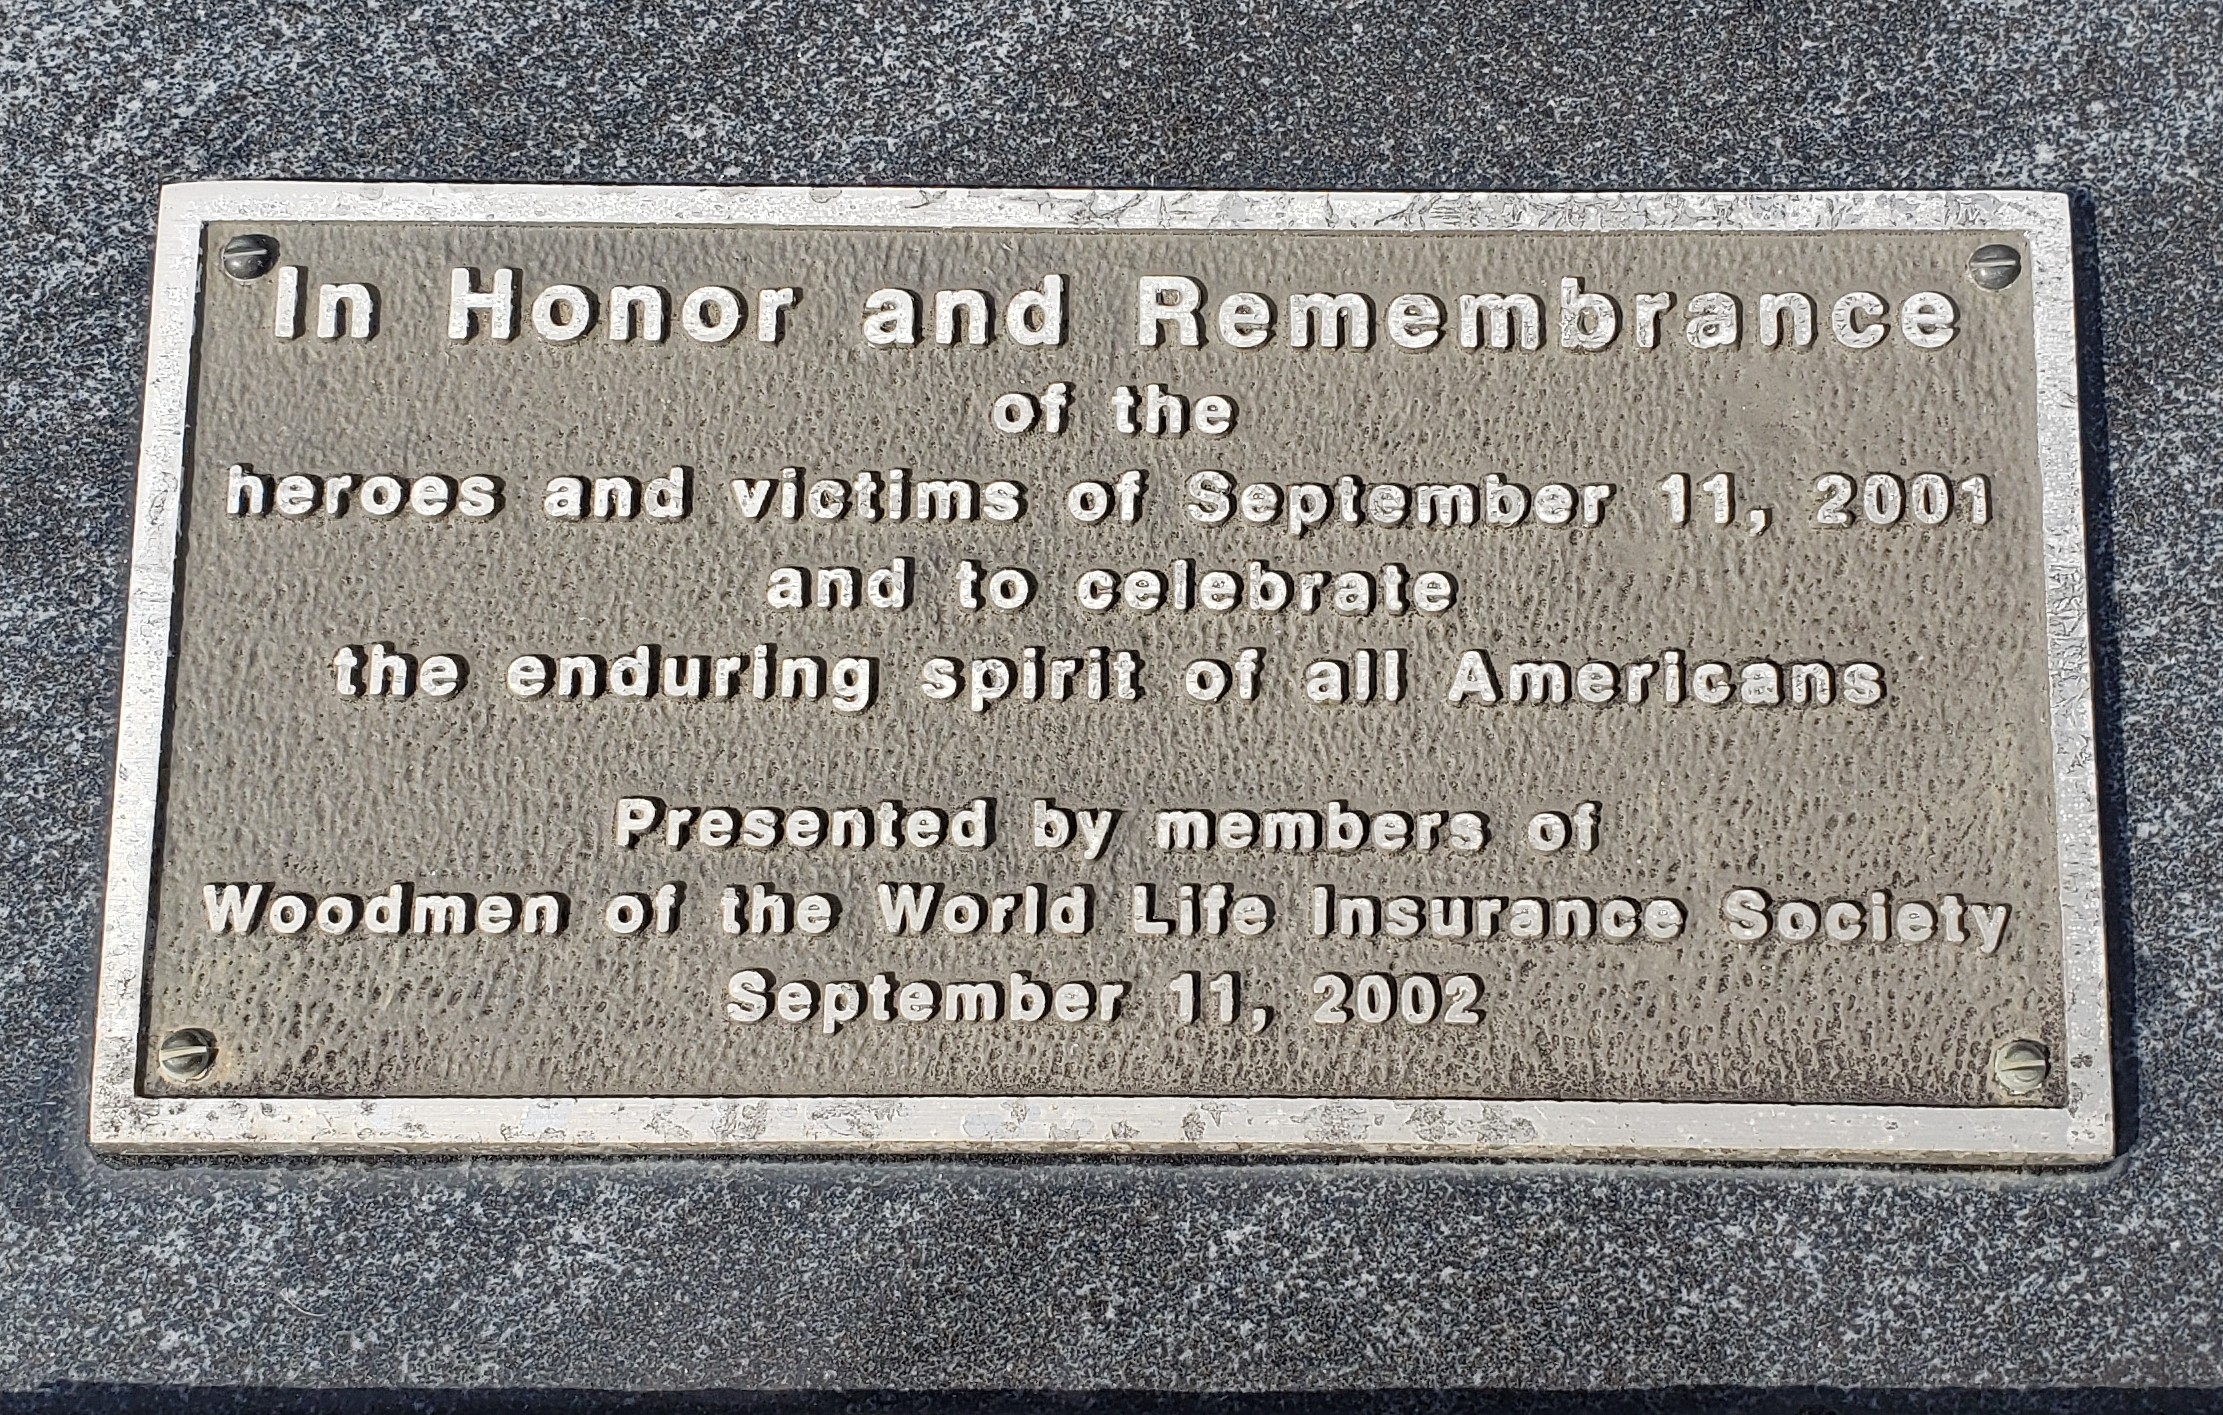 In Honor and Remembrance
of the
heroes and victims of September 11, 2001
and to celebrate
the enduring spirit of all Americans
Presented by members of
Woodmen of the World Life Insurance Society
September 11, 2002